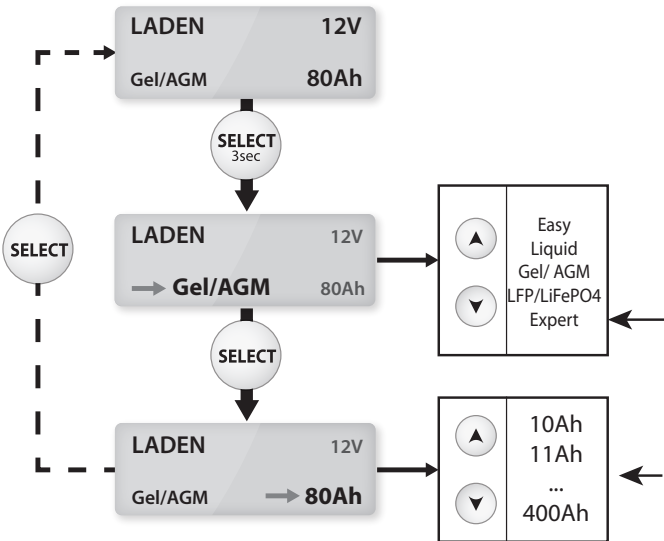 LADEN 12V
Gel/AGM 80Ah
SELECT
3sec
LADEN 12V
Gel/AGM 80Ah
Easy
Liquid
Gel/ AGM
LFP/LiFePO4
Expert
SELECT
SELECT
LADEN 12V
Gel/AGM 80Ah
10Ah
11Ah
...
400Ah